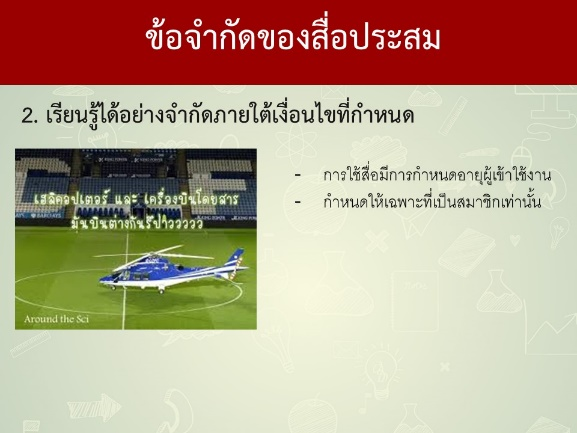 ข้อจำกัดของสื่อประสม
2. เรียนรู้ได้อย่างจำกัดภายใต้เงื่อนไขที่กำหนด
เฮลิคอปเตอร์ และ เครื่องบินโดยสาร
มันบินต่างกันรึป่าววววว
Around the Sci
- การใช้สื่อมีการกำหนดอายุผู้เข้าใช้งาน
- กำหนดให้เฉพาะที่เป็นสมาชิกเท่านั้น